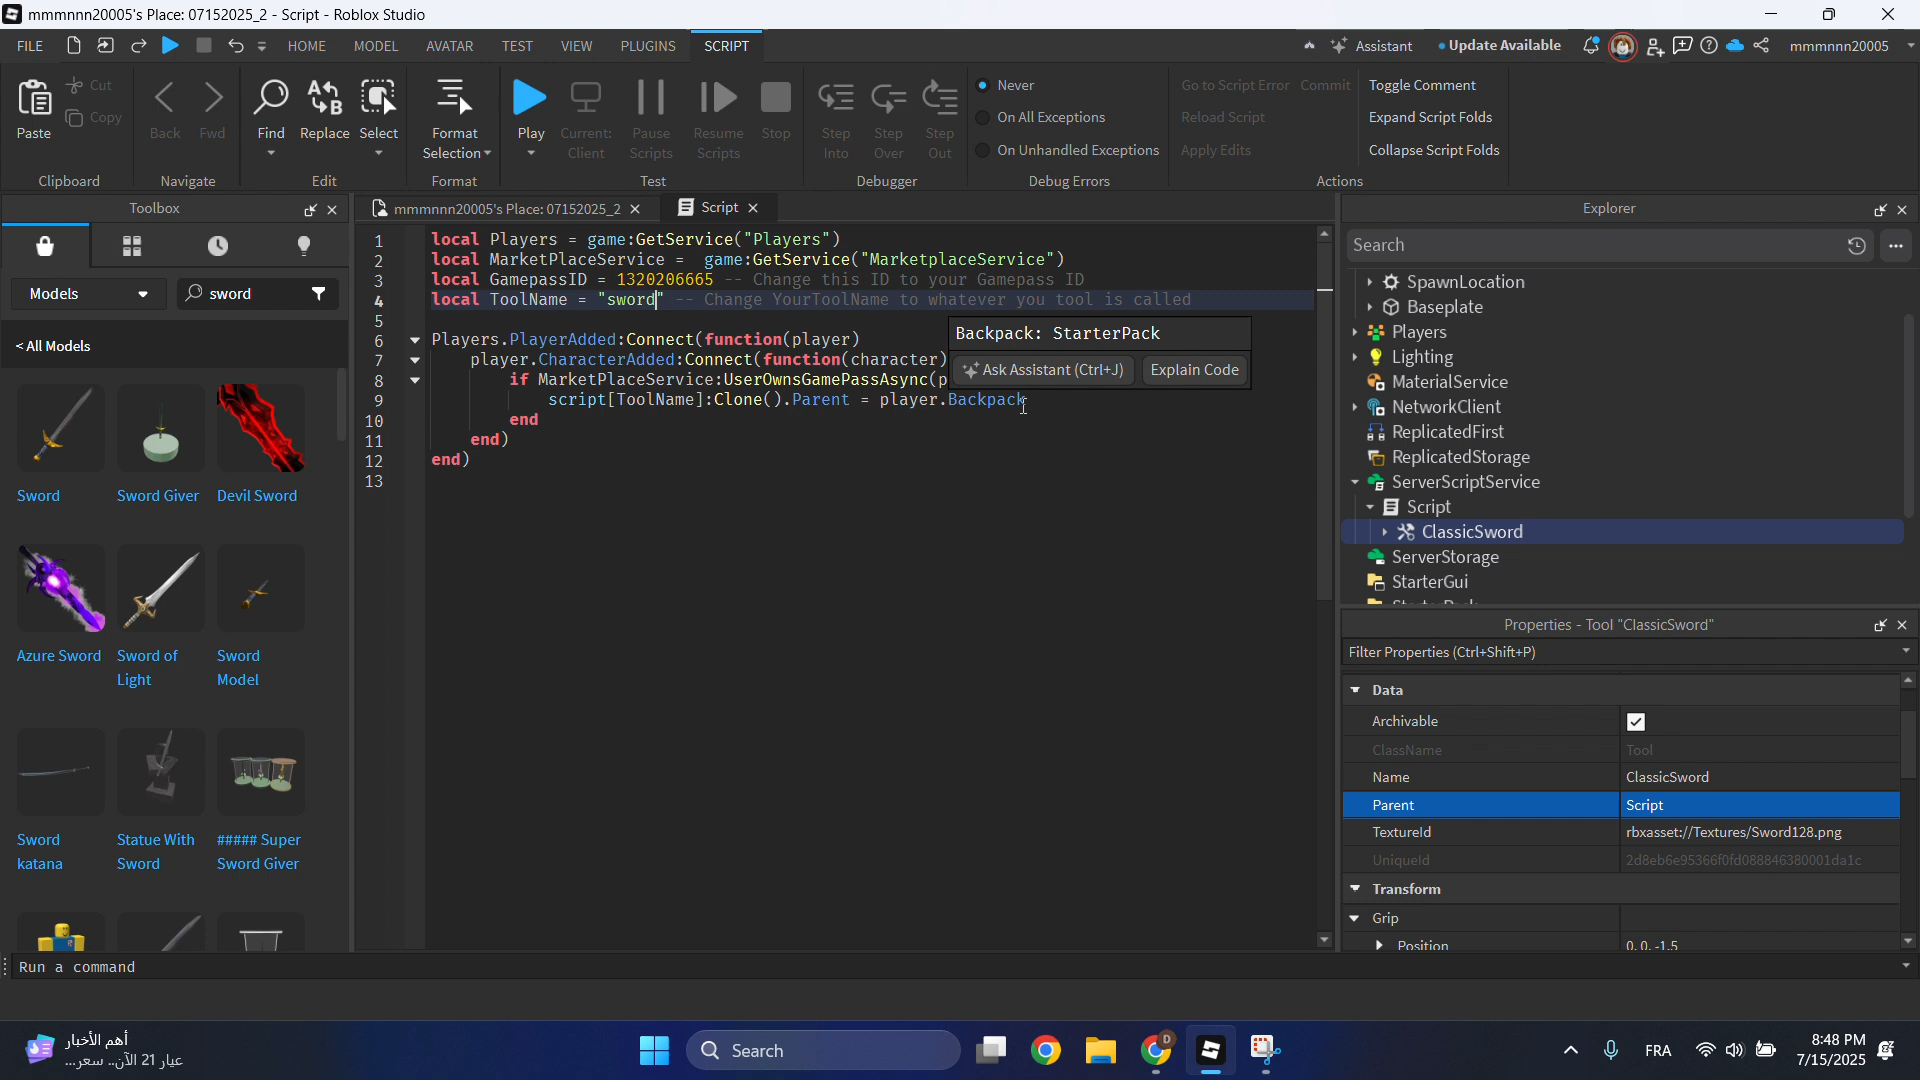 mmmnnn20005's Place: 07152025_2 - Script - Roblox Studio
FILE HOME MODEL AVATAR TEST VIEW PLUGINS SCRIPT Assistant Update Available mmmnnn20005
Paste Cut Copy
Clipboard
Back Fwd
Navigate
Find Replace Select
Edit
Format Selection
Format
Play Current: Client Pause Scripts Resume Scripts Stop
Test
Step Into Step Over Step Out
Debugger
Never
On All Exceptions
On Unhandled Exceptions
Debug Errors
Go to Script Error Commit
Reload Script
Apply Edits
Toggle Comment
Expand Script Folds
Collapse Script Folds
Actions
Toolbox
Models
sword
< All Models
Sword
Sword Giver
Devil Sword
Azure Sword
Sword of Light
Sword Model
Sword katana
Statue With Sword
##### Super Sword Giver
mmmnnn20005's Place: 07152025_2
Script
1 local Players = game:GetService("Players")
2 local MarketPlaceService =  game:GetService("MarketplaceService")
3 local GamepassID = 1320206665 -- Change this ID to your Gamepass ID
4 local ToolName = "sword" -- Change YourToolName to whatever you tool is called
5
6 Players.PlayerAdded:Connect(function(player)
7 player.CharacterAdded:Connect(function(character)
8 if MarketPlaceService:UserOwnsGamePassAsync(p
9 script[ToolName]:Clone().Parent = player.Backpack
10 end
11 end)
12 end)
13
Backpack: StarterPack
Ask Assistant (Ctrl+J) Explain Code
Explorer
Search
SpawnLocation
Baseplate
Players
Lighting
MaterialService
NetworkClient
ReplicatedFirst
ReplicatedStorage
ServerScriptService
Script
ClassicSword
ServerStorage
StarterGui
Properties - Tool "ClassicSword"
Filter Properties (Ctrl+Shift+P)
Data
Archivable
ClassName Tool
Name ClassicSword
Parent Script
TextureId rbxasset://Textures/Sword128.png
UniqueId 2d8eb6e95366f0fd088846380001da1c
Transform
Grip
Position 0, 0, -1.5
Run a command
أهم الأخبار
عيار 21 الآن.. سعر...
Search
D
FRA
8:48 PM
7/15/2025